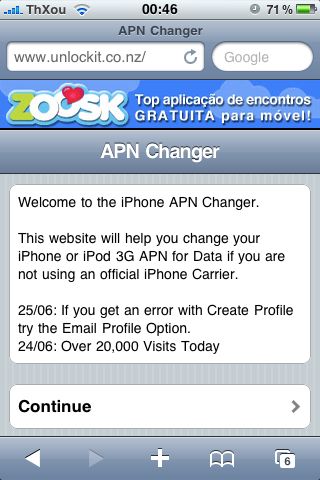 ThXou 00:46 71%
APN Changer
www.unlockit.co.nz/ Google
ZOOSK Top aplicação de encontros
GRATUITA para móvel!
APN Changer
Welcome to the iPhone APN Changer.
This website will help you change your
iPhone or iPod 3G APN for Data if you are
not using an official iPhone Carrier.
25/06: If you get an error with Create Profile
try the Email Profile Option.
24/06: Over 20,000 Visits Today
Continue
6